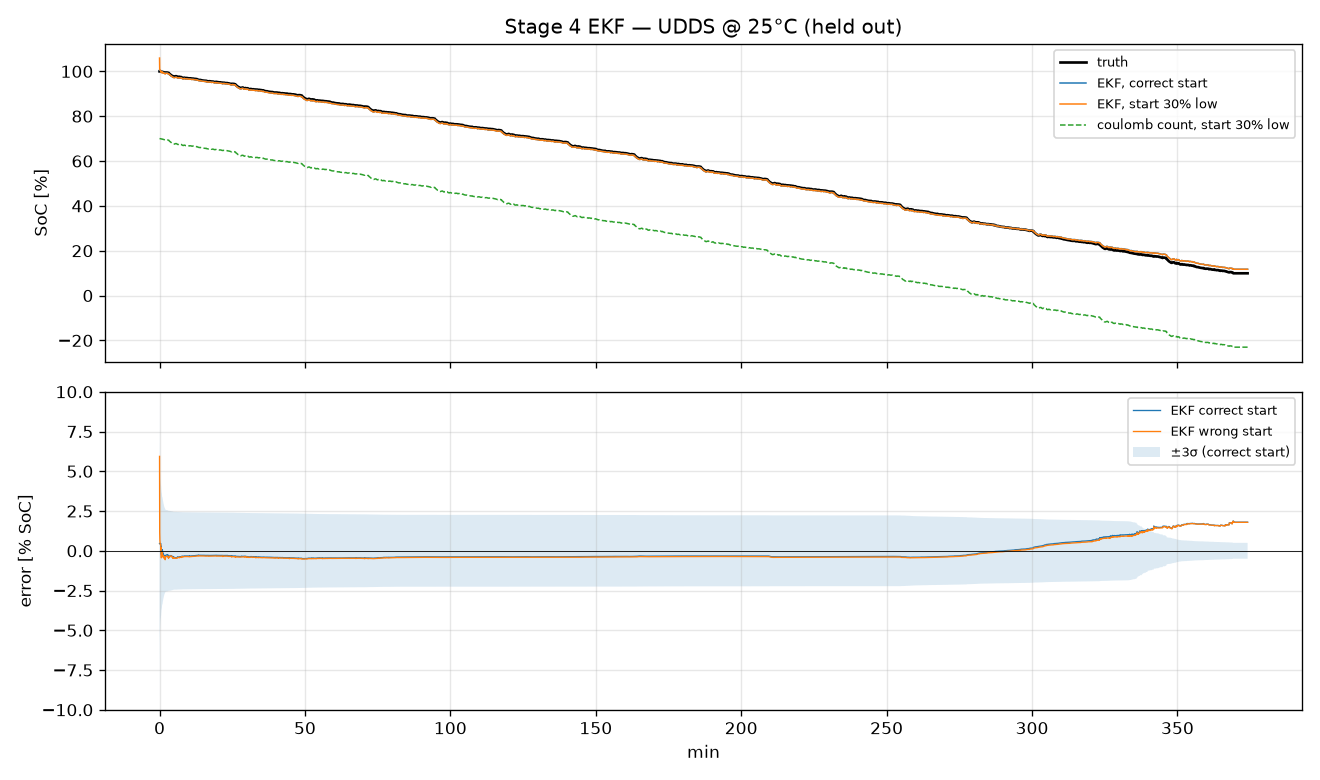 Stage 4 EKF — UDDS @ 25°C (held out)
SoC [%]
100
80
60
40
20
0
−20
truth
EKF, correct start
EKF, start 30% low
coulomb count, start 30% low
error [% SoC]
10.0
7.5
5.0
2.5
0.0
−2.5
−5.0
−7.5
−10.0
EKF correct start
EKF wrong start
±3σ (correct start)
0 50 100 150 200 250 300 350
min